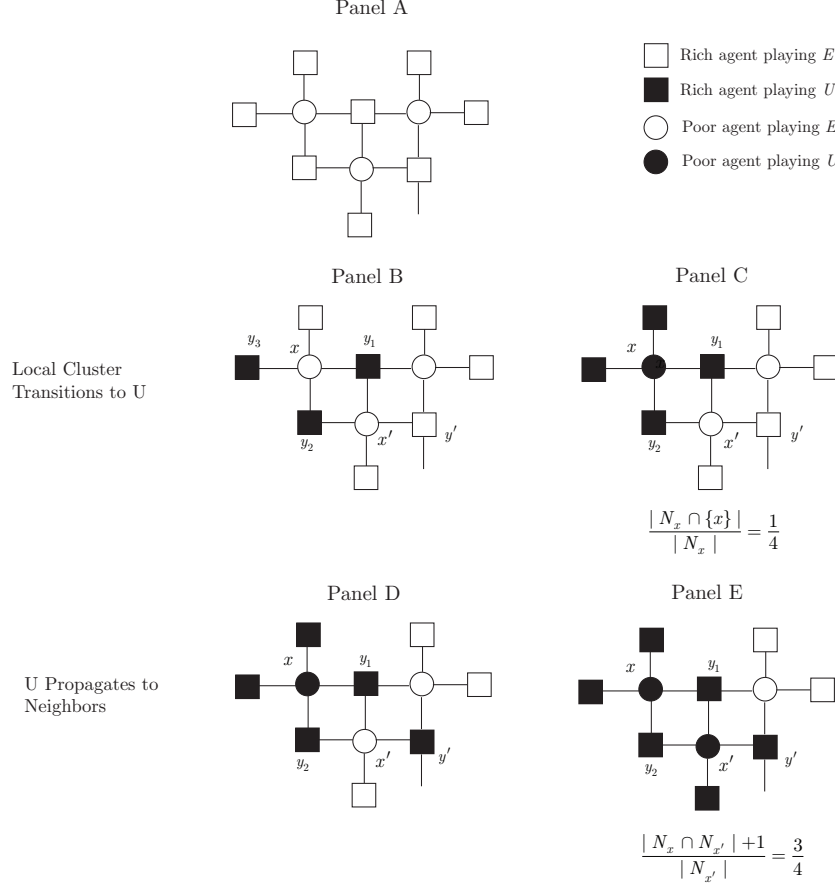 Panel A
Rich agent playing E
Rich agent playing U
Poor agent playing E
Poor agent playing U
Panel B
Panel C
y₃
x
y₁
x
y₁
Local Cluster
Transitions to U
y₂
x′
y′
y₂
x′
y′
| Nₓ ∩ {x} | / | Nₓ | = 1/4
Panel D
Panel E
x
y₁
x
y₁
U Propagates to
Neighbors
y₂
x′
y′
y₂
x′
y′
| Nₓ ∩ Nₓ′ | +1 / | Nₓ′ | = 3/4